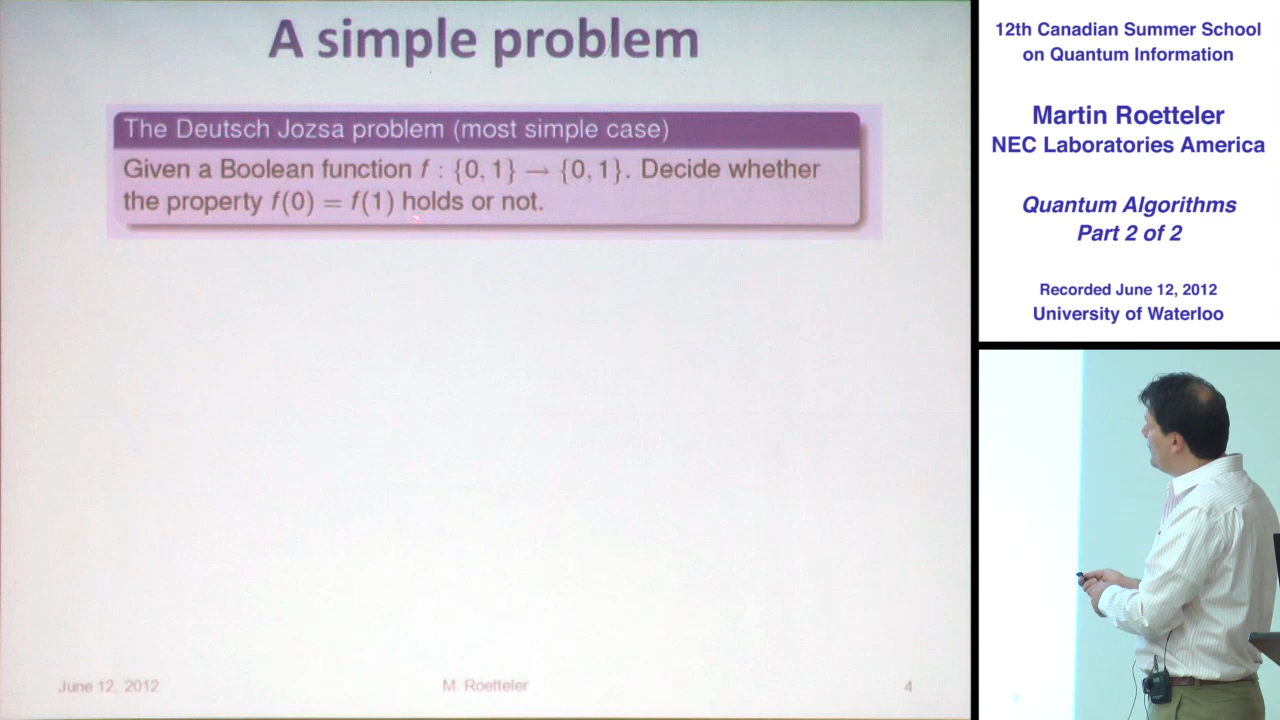 A simple problem
The Deutsch Jozsa problem (most simple case)
Given a Boolean function f : {0, 1} → {0, 1}. Decide whether
the property f(0) = f(1) holds or not.
June 12, 2012
M. Roetteler
4
12th Canadian Summer School
on Quantum Information
Martin Roetteler
NEC Laboratories America
Quantum Algorithms
Part 2 of 2
Recorded June 12, 2012
University of Waterloo